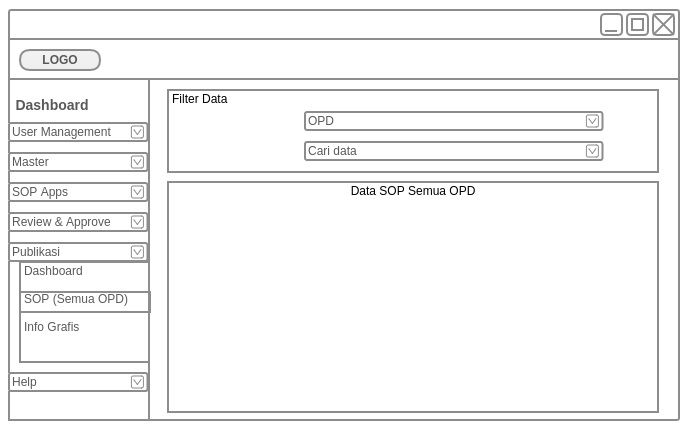 LOGO
Dashboard
User Management
Master
SOP Apps
Review & Approve
Publikasi
Dashboard
SOP (Semua OPD)
Info Grafis
Help
Filter Data
OPD
Cari data
Data SOP Semua OPD